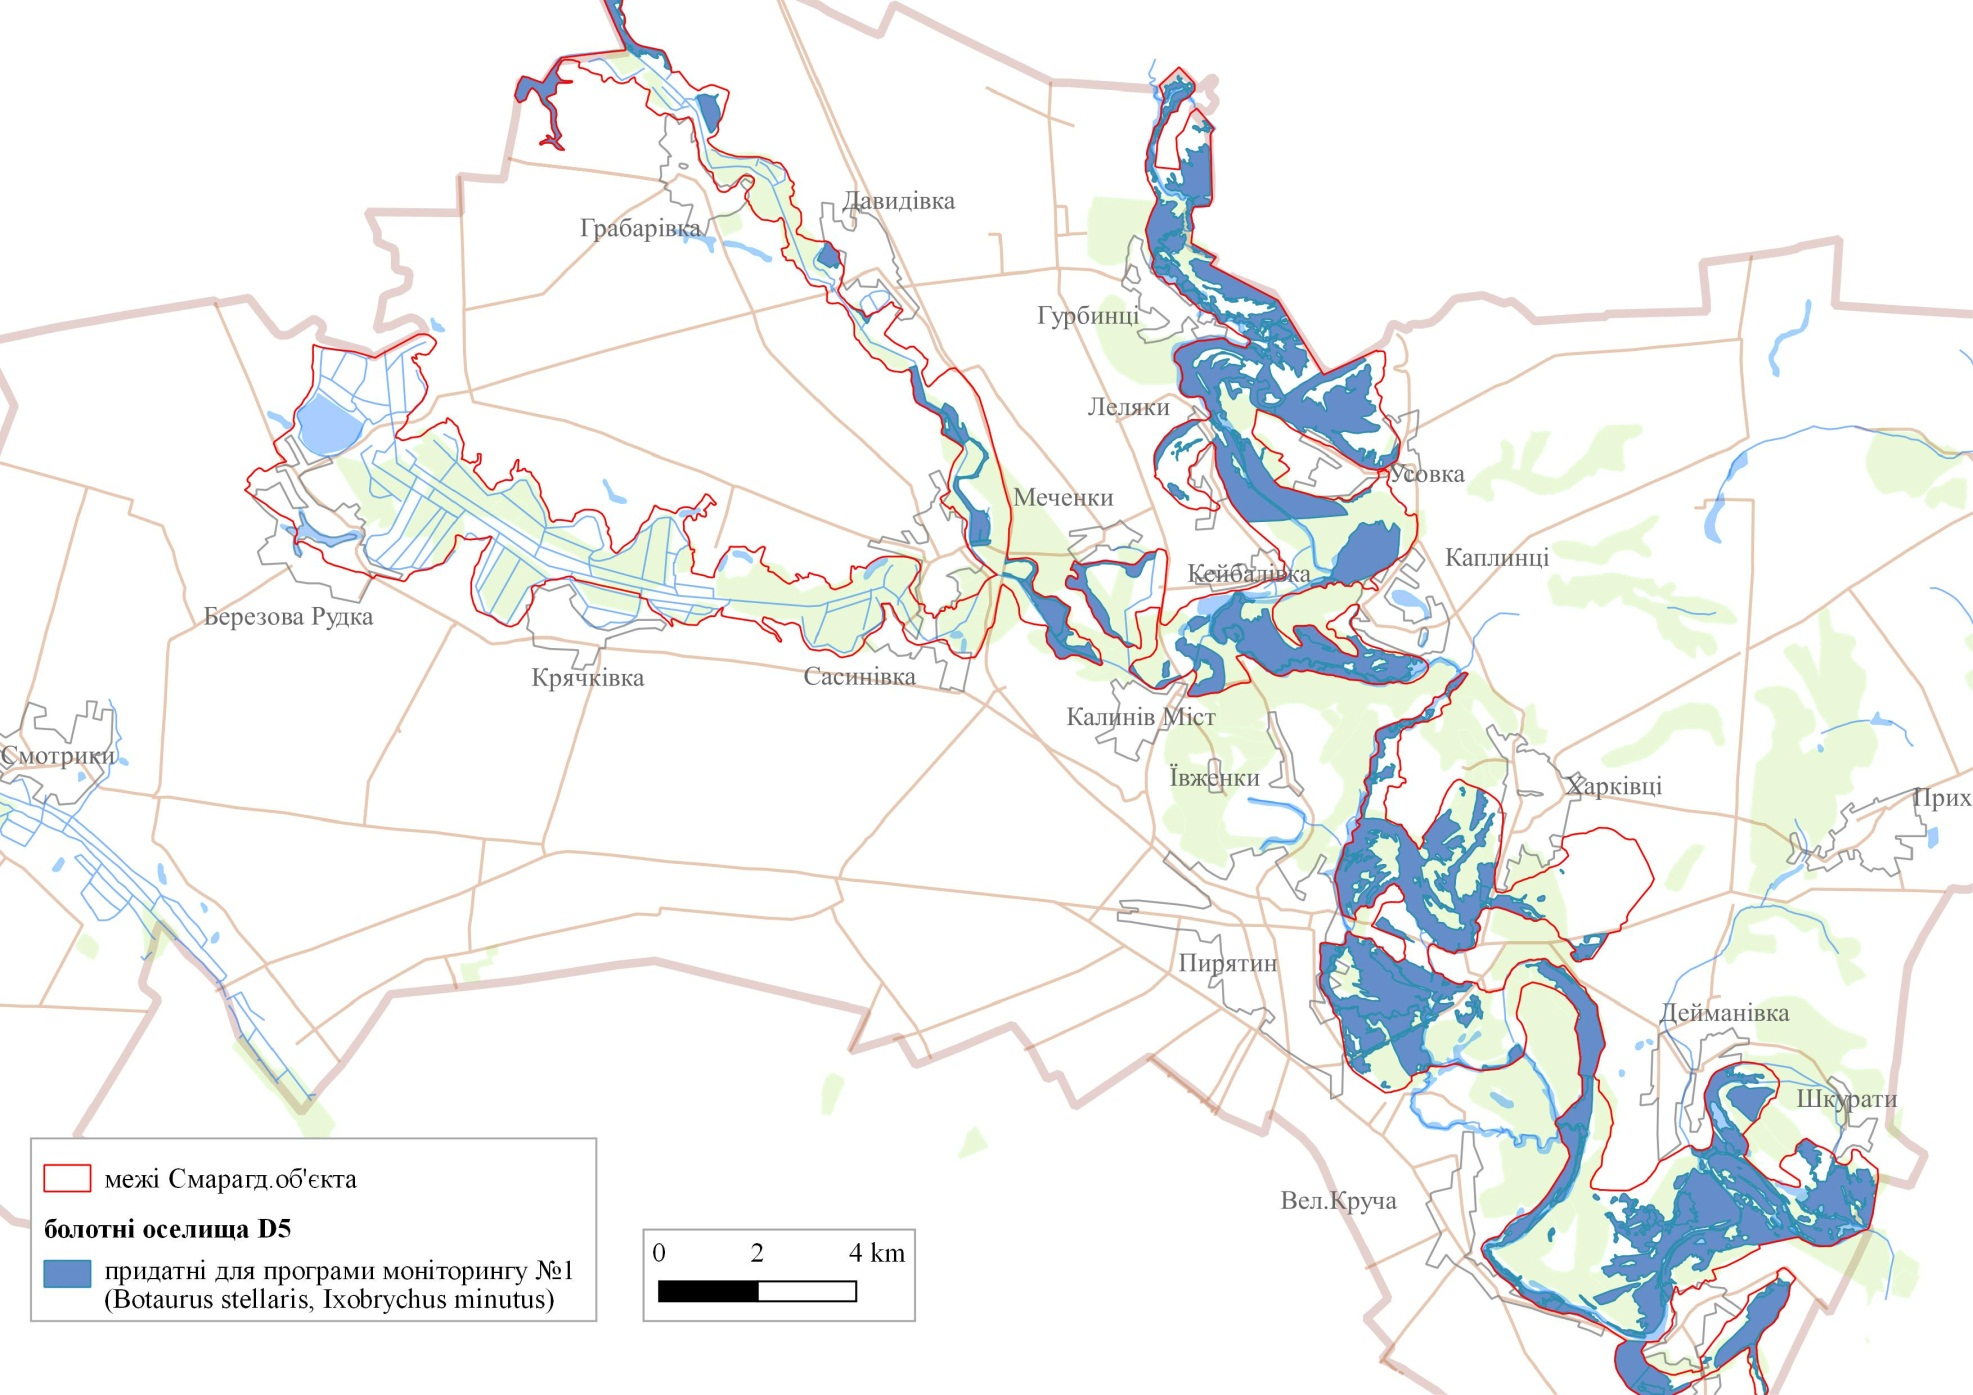 Давидівка
Грабарівка
Гурбинці
Леляки
Усовка
Меченки
Каплинці
Кейбалівка
Березова Рудка
Крячківка
Сасинівка
Калинів Міст
Смотрики
Ївженки
Харківці
Прих
Пирятин
Дейманівка
Шкурати
Вел.Круча
межі Смарагд.об'єкта
болотні оселища D5
придатні для програми моніторингу №1
(Botaurus stellaris, Ixobrychus minutus)
0 2 4 km